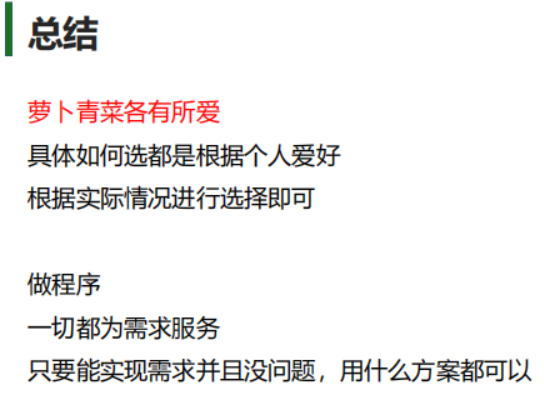 总结
萝卜青菜各有所爱
具体如何选都是根据个人爱好
根据实际情况进行选择即可
做程序
一切都为需求服务
只要能实现需求并且没问题，用什么方案都可以